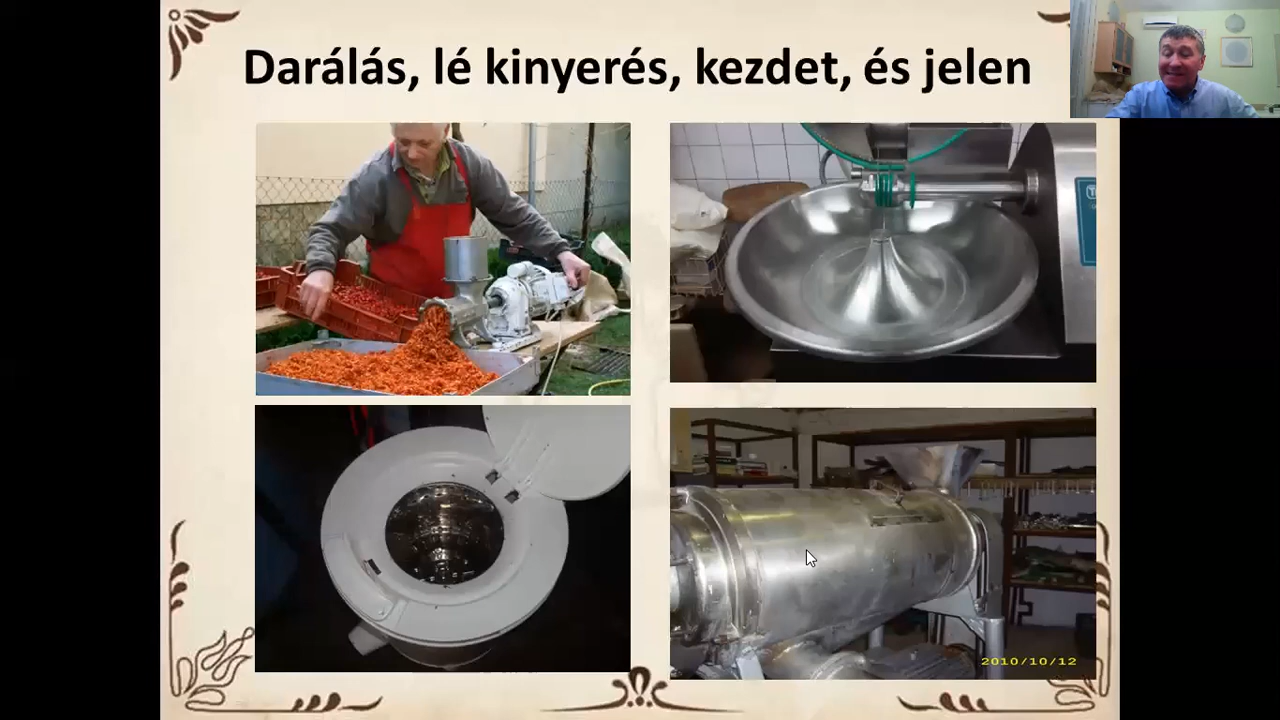 Darálás, lé kinyerés, kezdet, és jelen
2010/10/12